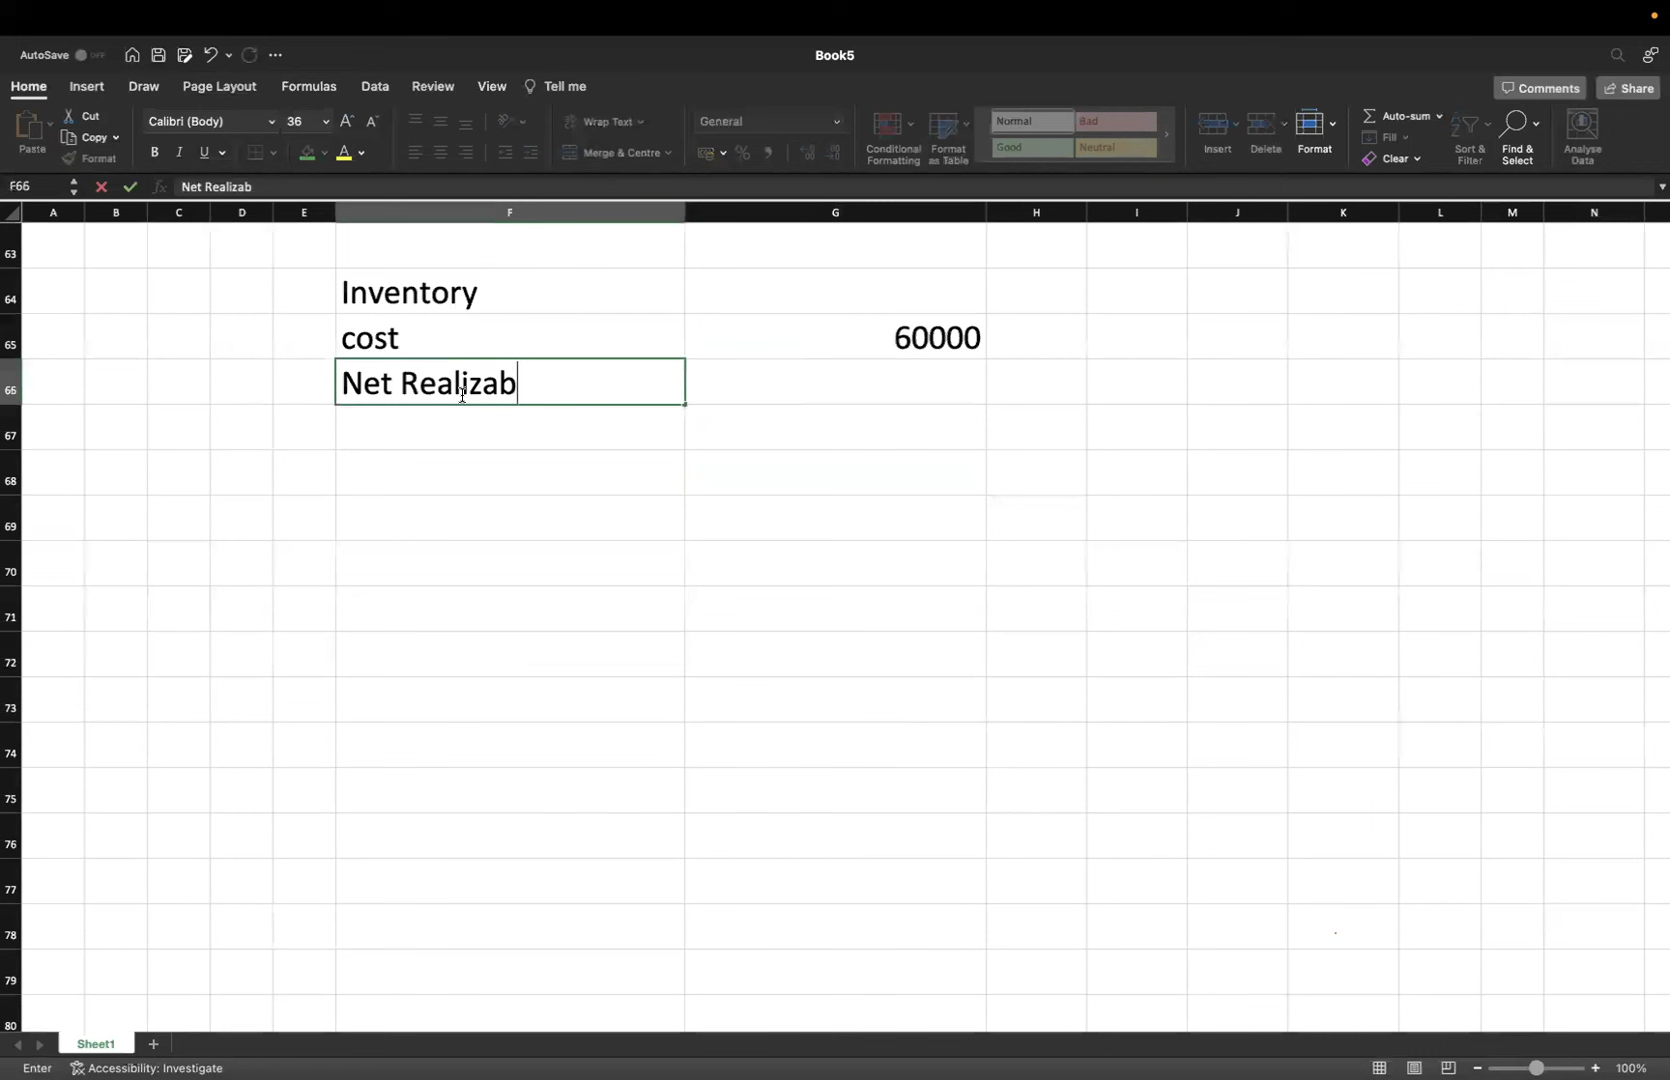 AutoSave OFF Book5
Home Insert Draw Page Layout Formulas Data Review View Tell me Comments Share
Paste Cut Copy Format
Calibri (Body) 36
B I U A
Wrap Text
Merge & Centre
General
Conditional Formatting
Format as Table
Normal Bad
Good Neutral
Insert Delete Format
Auto-sum
Fill
Clear
Sort & Filter
Find & Select
Analyse Data
F66 fx Net Realizab
A B C D E F G H I J K L M N
63
64 Inventory
65 cost 60000
66 Net Realizab
67
68
69
70
71
72
73
74
75
76
77
78
79
80
Sheet1
Enter Accessibility: Investigate 100%